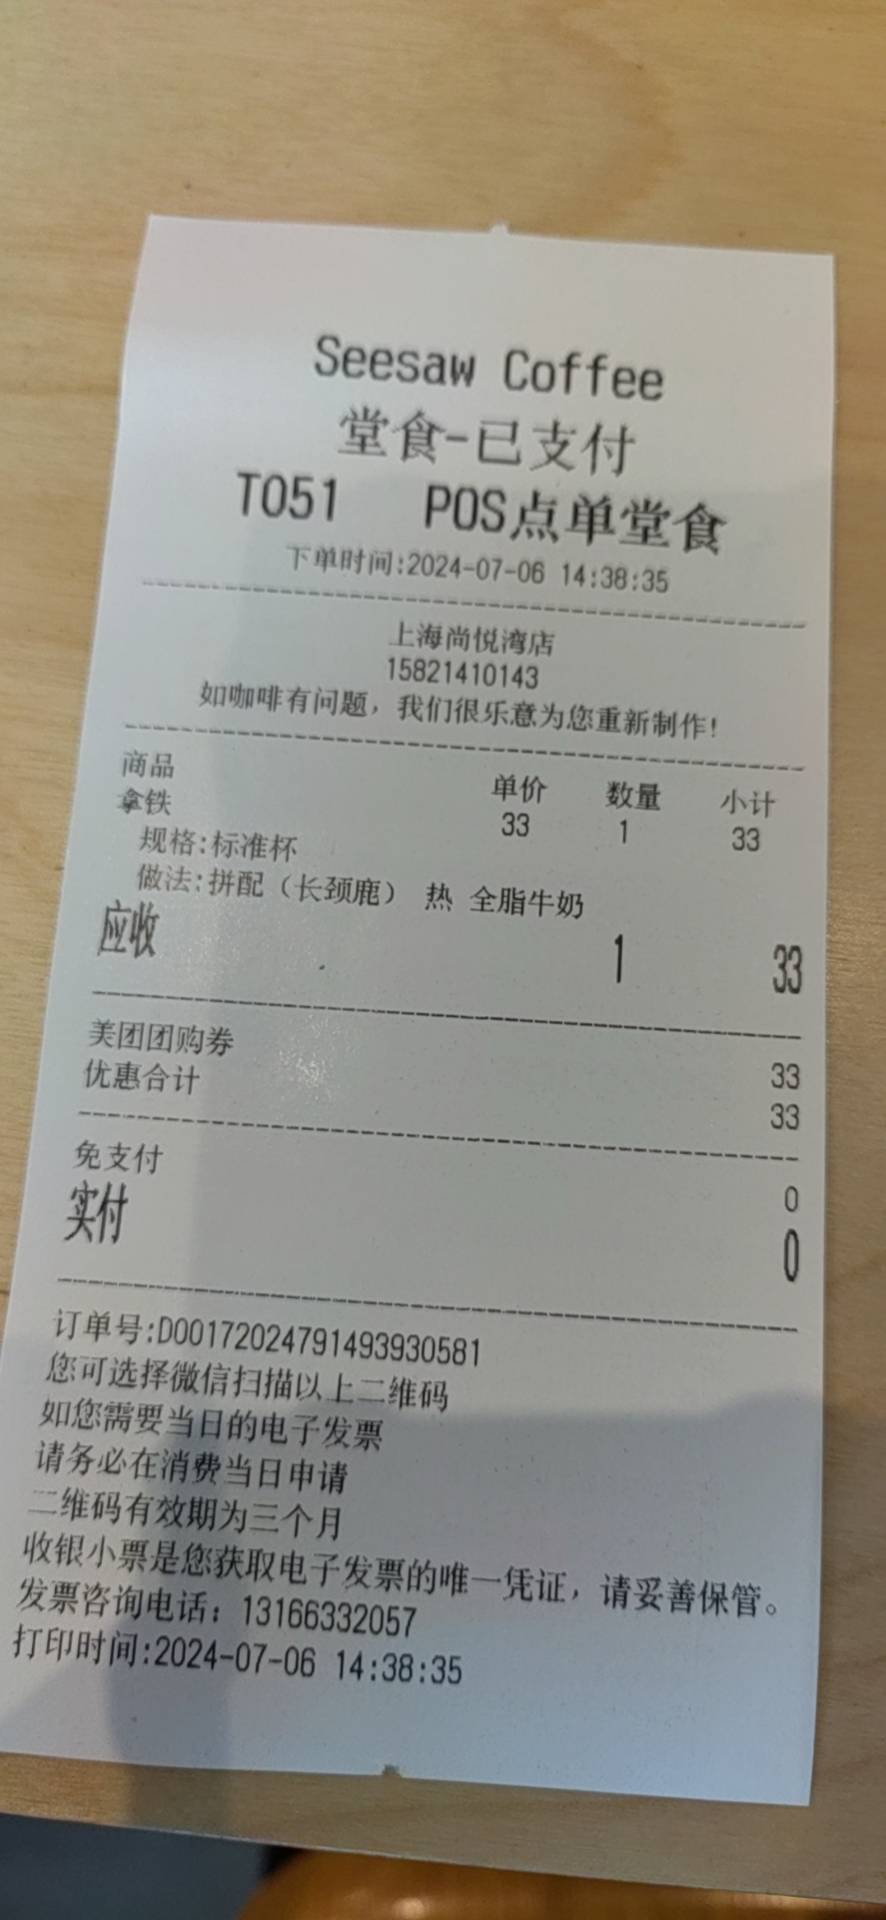 Seesaw Coffee
堂食-已支付
T051 POS点单堂食
下单时间:2024-07-06 14:38:35
上海尚悦湾店
15821410143
如咖啡有问题，我们很乐意为您重新制作!
商品 单价 数量 小计
拿铁 33 1 33
规格:标准杯
做法:拼配（长颈鹿） 热 全脂牛奶
应收 1 33
美团团购券 33
优惠合计 33
免支付 0
实付 0
订单号:D00172024791493930581
您可选择微信扫描以上二维码
如您需要当日的电子发票
请务必在消费当日申请
二维码有效期为三个月
收银小票是您获取电子发票的唯一凭证，请妥善保管。
发票咨询电话：13166332057
打印时间:2024-07-06 14:38:35